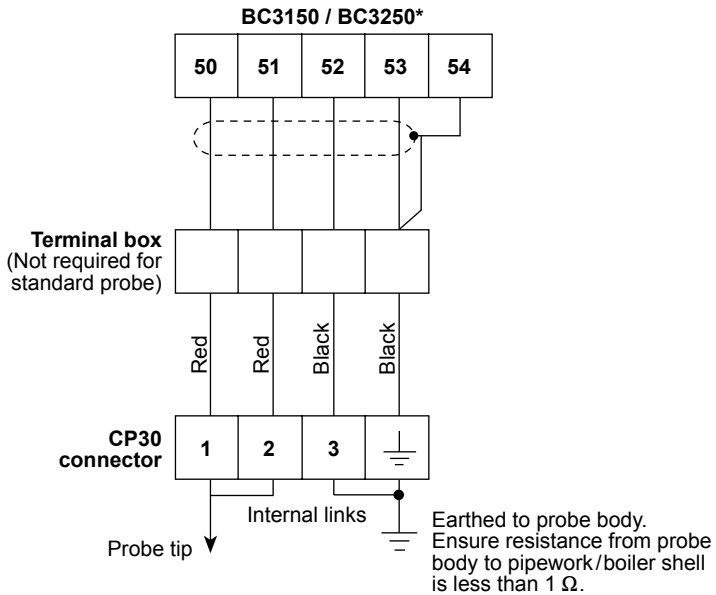 BC3150 / BC3250*
50 51 52 53 54
Terminal box
(Not required for
standard probe)
Red Red Black Black
CP30
connector
1 2 3
Internal links
Probe tip
Earthed to probe body.
Ensure resistance from probe
body to pipework/boiler shell
is less than 1 Ω.